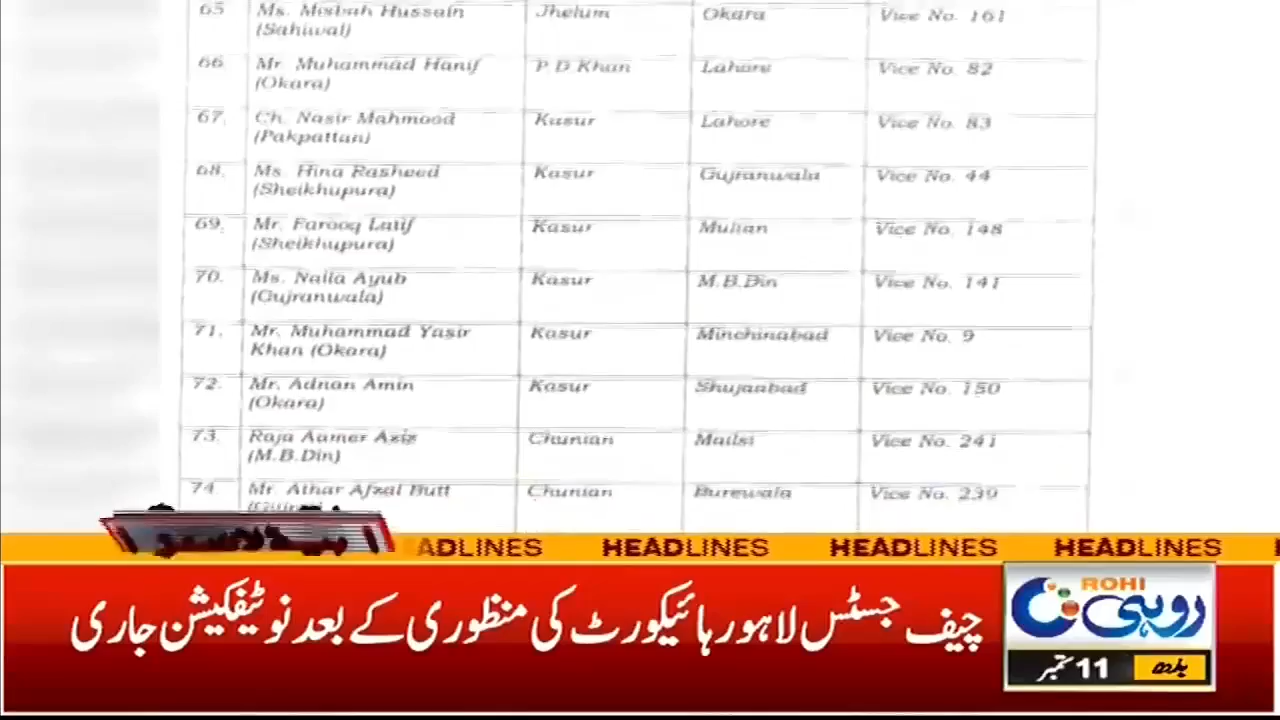 65 Ms. Misbah Hussain Jhelum Okara Vice No. 161
(Sahiwal)
66. Mr. Muhammad Hanif P D Khan Lahore Vice No. 82
(Okara)
67. Ch. Nasir Mahmood Kasur Lahore Vice No. 83
(Pakpattan)
68. Ms. Hina Rasheed Kasur Gujranwala Vice No. 44
(Sheikhupura)
69. Mr. Farooq Latif Kasur Multan Vice No. 148
(Sheikhupura)
70. Ms. Naila Ayub Kasur M.B.Din Vice No. 141
(Gujranwala)
71. Mr. Muhammad Yasir Kasur Minchinabad Vice No. 9
Khan (Okara)
72. Mr. Adnan Amin Kasur Shujaabad Vice No. 150
(Okara)
73. Raja Aamer Aziz Chunian Mailsi Vice No. 241
(M.B.Din)
74. Mr. Athar Afzal Butt Chunian Burewala Vice No. 239
ADLINES HEADLINES HEADLINES HEADLINES
چیف جسٹس لاہور ہائیکورٹ کی منظوری کے بعد نوٹیفکیشن جاری
ROHI
روہی
بدھ 11 ستمبر